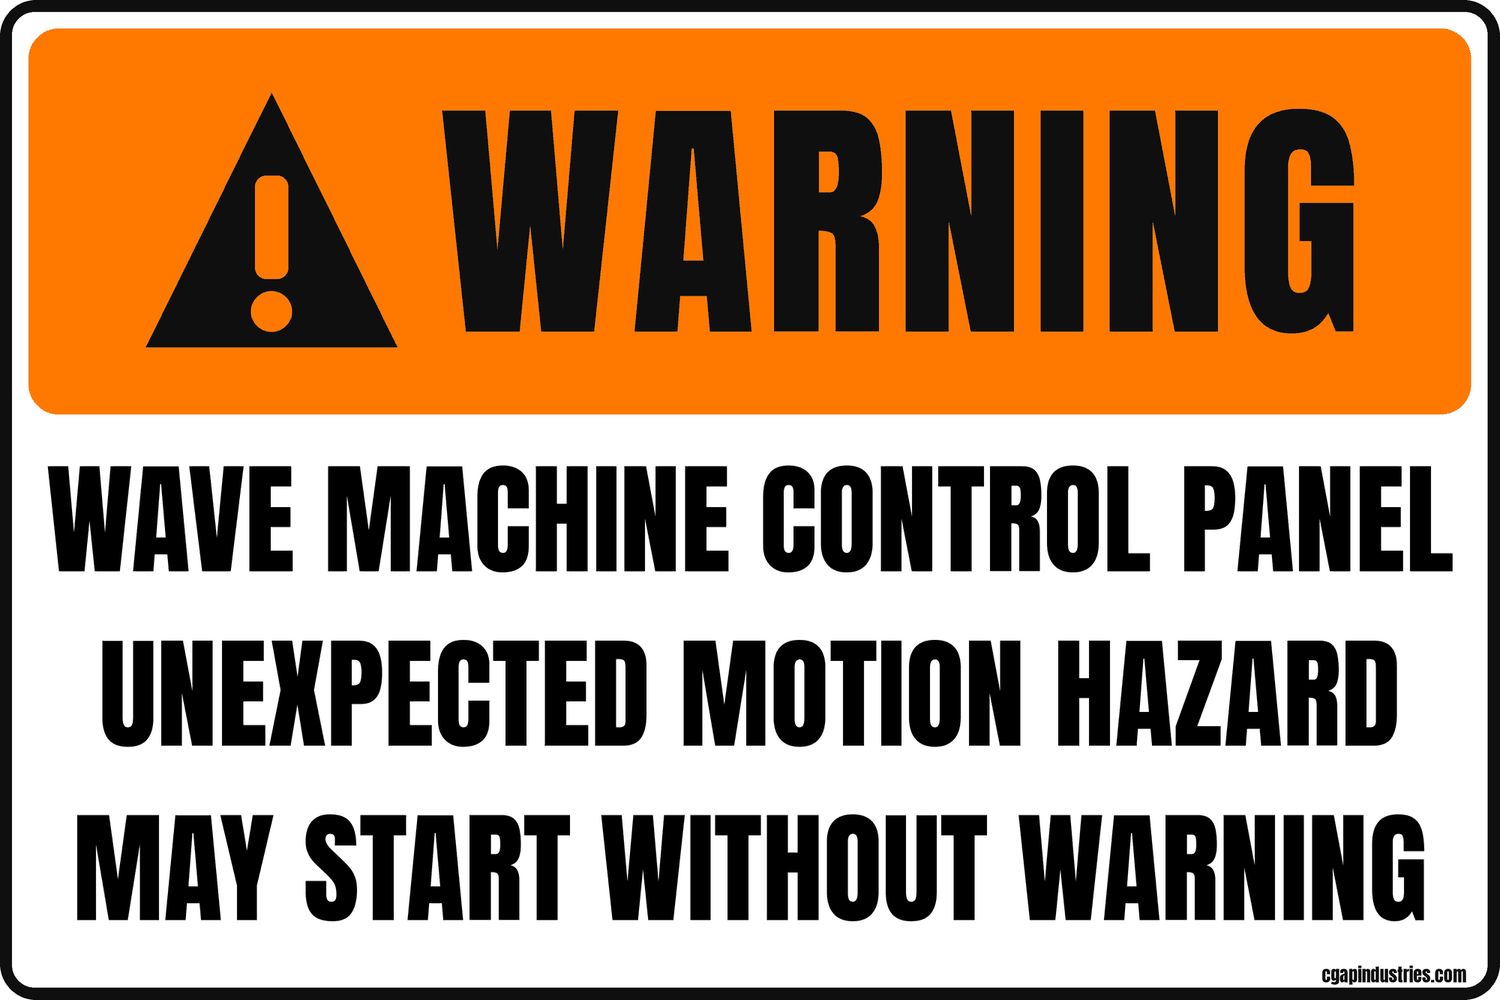 WARNING
WAVE MACHINE CONTROL PANEL
UNEXPECTED MOTION HAZARD
MAY START WITHOUT WARNING
cgapindustries.com